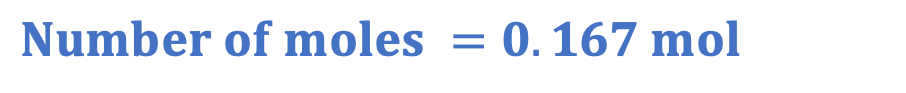 Number of moles = 0.167 mol